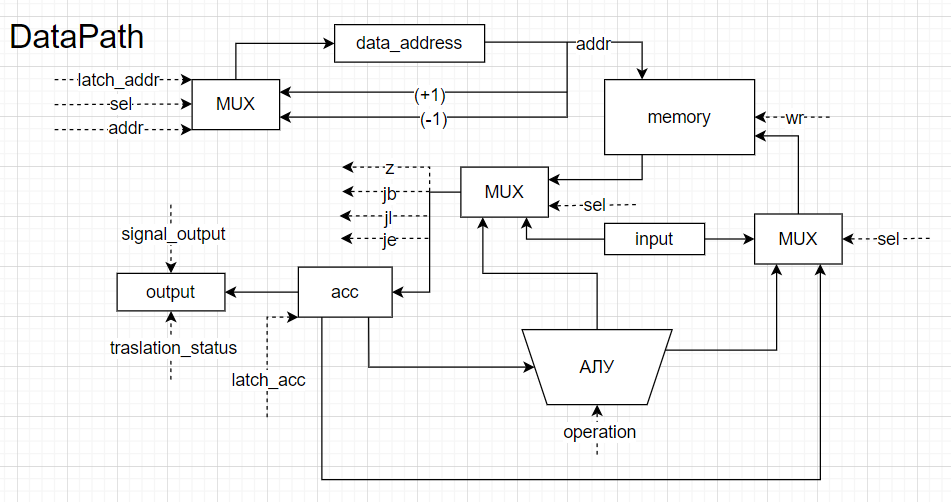 DataPath
data_address
addr
latch_addr
sel
addr
MUX
(+1)
(-1)
memory
wr
z
jb
jl
je
MUX
sel
signal_output
input
MUX
sel
output
acc
traslation_status
latch_acc
АЛУ
operation